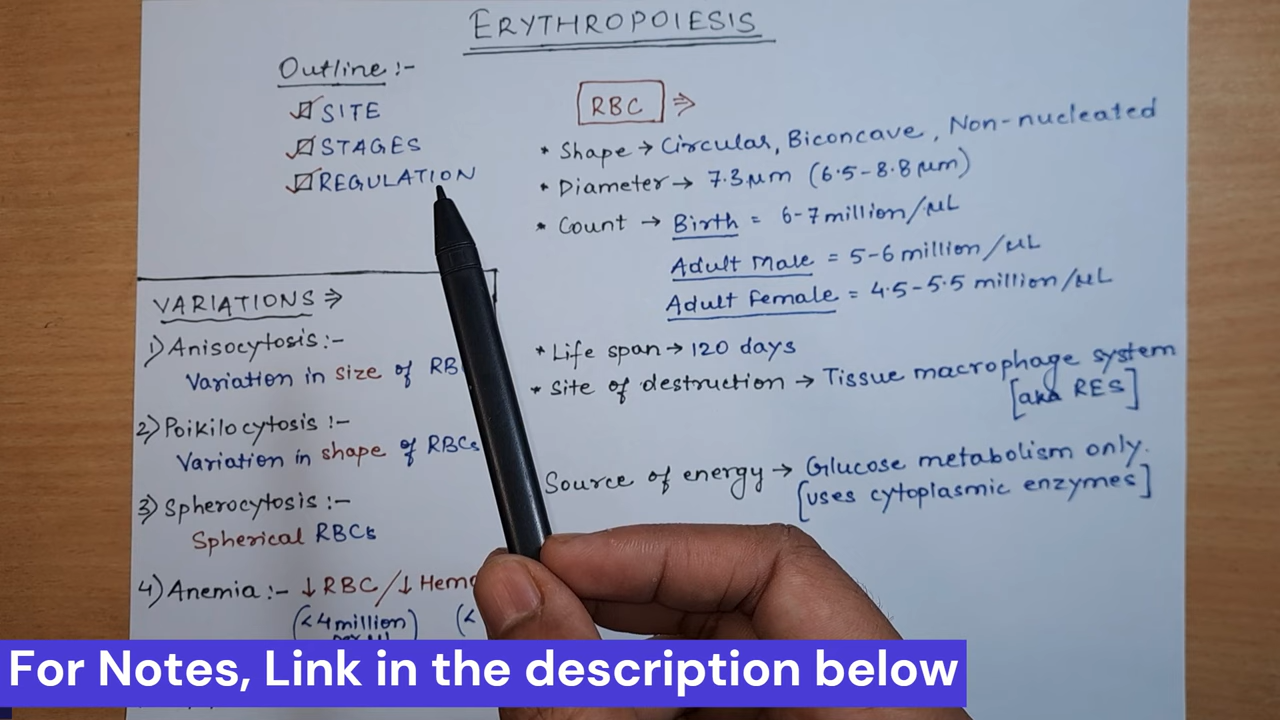 ERYTHROPOIESIS
Outline :-
SITE
STAGES
REGULATION
RBC ⇒
* Shape → Circular, Biconcave, Non-nucleated
* Diameter → 7.3 μm (6.5-8.8 μm)
* Count → Birth = 6-7 million/μL
Adult Male = 5-6 million/μL
Adult Female = 4.5-5.5 million/μL
* Life span → 120 days
* Site of destruction → Tissue macrophage system
[aka RES]
Source of energy → Glucose metabolism only.
[uses cytoplasmic enzymes]
VARIATIONS ⇒
1) Anisocytosis :-
Variation in size of RB
2) Poikilocytosis :-
Variation in shape of RBCs
3) Spherocytosis :-
Spherical RBCs
4) Anemia :- ↓RBC/↓Hemo
(<4million) (<
For Notes, Link in the description below